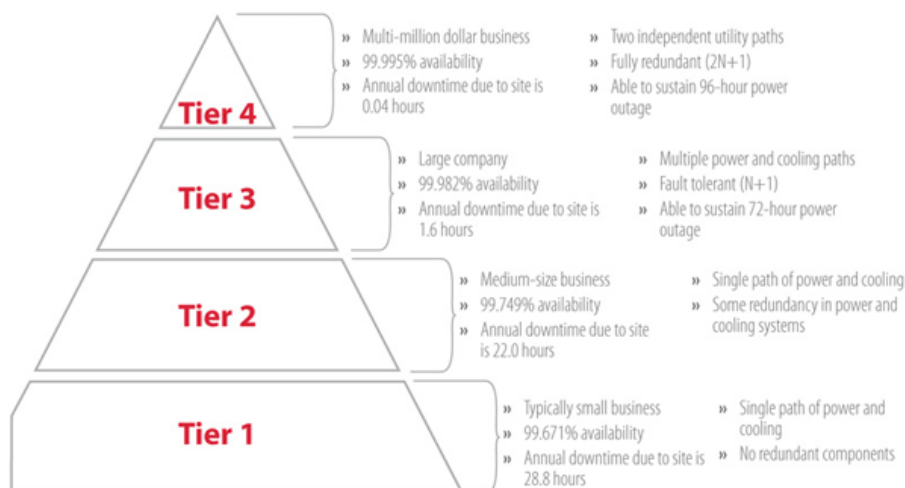 Tier 4
» Multi-million dollar business
» 99.995% availability
» Annual downtime due to site is
0.04 hours
» Two independent utility paths
» Fully redundant (2N+1)
» Able to sustain 96-hour power
outage
Tier 3
» Large company
» 99.982% availability
» Annual downtime due to site is
1.6 hours
» Multiple power and cooling paths
» Fault tolerant (N+1)
» Able to sustain 72-hour power
outage
Tier 2
» Medium-size business
» 99.749% availability
» Annual downtime due to site
is 22.0 hours
» Single path of power and cooling
» Some redundancy in power and
cooling systems
Tier 1
» Typically small business
» 99.671% availability
» Annual downtime due to site is
28.8 hours
» Single path of power and
cooling
» No redundant components